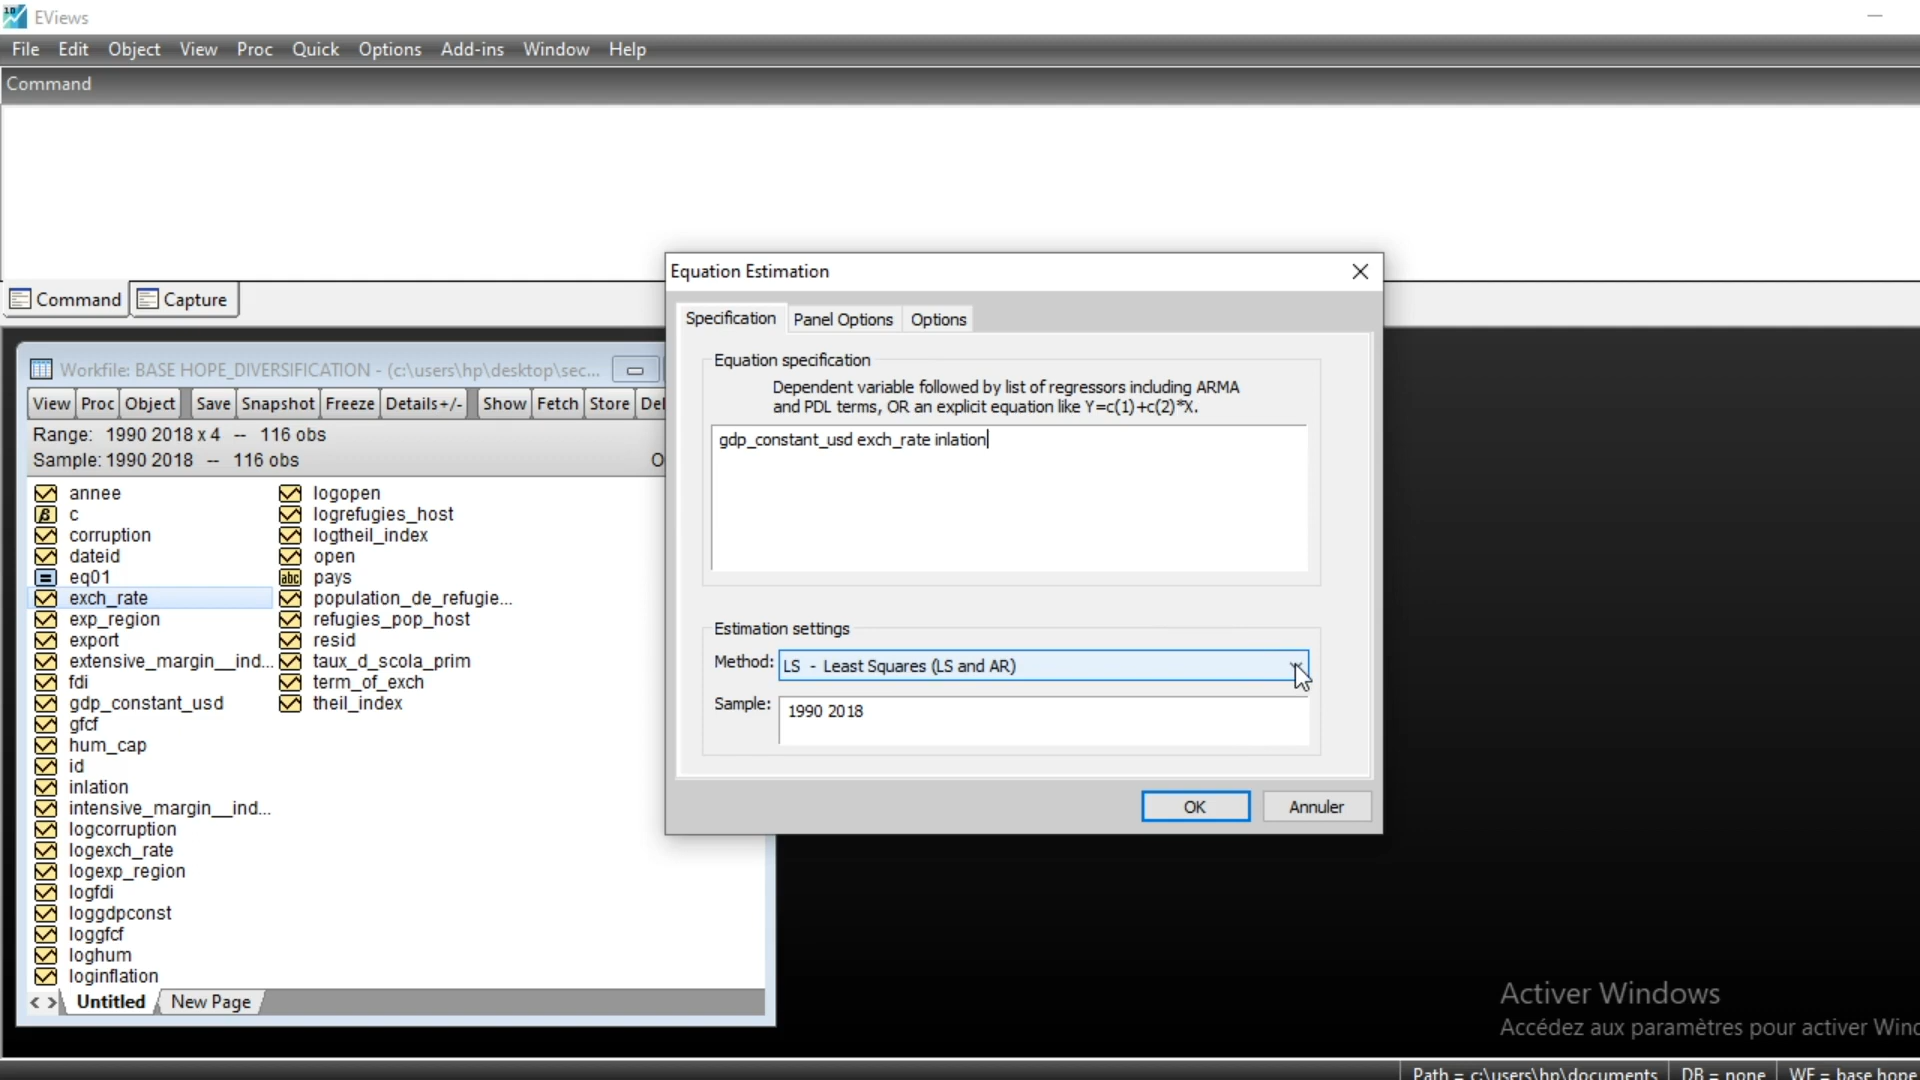 EViews
File Edit Object View Proc Quick Options Add-ins Window Help
Command
Command Capture
Workfile: BASE HOPE_DIVERSIFICATION - (c:\users\hp\desktop\sec...
View Proc Object Save Snapshot Freeze Details+/- Show Fetch Store Del
Range: 1990 2018 x 4 -- 116 obs
Sample: 1990 2018 -- 116 obs
annee
c
corruption
dateid
eq01
exch_rate
exp_region
export
extensive_margin__ind...
fdi
gdp_constant_usd
gfcf
hum_cap
id
inlation
intensive_margin__ind...
logcorruption
logexch_rate
logexp_region
logfdi
loggdpconst
loggfcf
loghum
loginflation
logopen
logrefugies_host
logtheil_index
open
abc pays
population_de_refugie...
refugies_pop_host
resid
taux_d_scola_prim
term_of_exch
theil_index
Untitled New Page
Equation Estimation
Specification Panel Options Options
Equation specification
Dependent variable followed by list of regressors including ARMA
and PDL terms, OR an explicit equation like Y=c(1)+c(2)*X.
gdp_constant_usd exch_rate inlation
Estimation settings
Method: LS - Least Squares (LS and AR)
Sample: 1990 2018
OK Annuler
Activer Windows
Accédez aux paramètres pour activer Winc
Path = c:\users\hp\documents DB = none WF = base hope